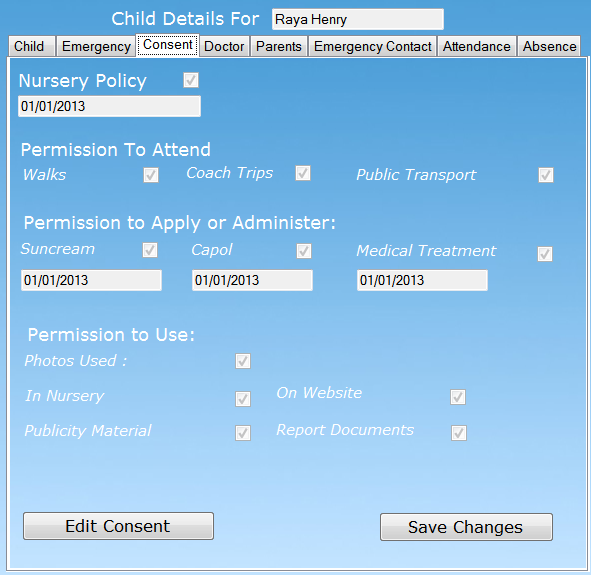 Child Details For Raya Henry
Child Emergency Consent Doctor Parents Emergency Contact Attendance Absence
Nursery Policy
01/01/2013
Permission To Attend
Walks Coach Trips Public Transport
Permission to Apply or Administer:
Suncream Capol Medical Treatment
01/01/2013 01/01/2013 01/01/2013
Permission to Use:
Photos Used :
In Nursery On Website
Publicity Material Report Documents
Edit Consent Save Changes